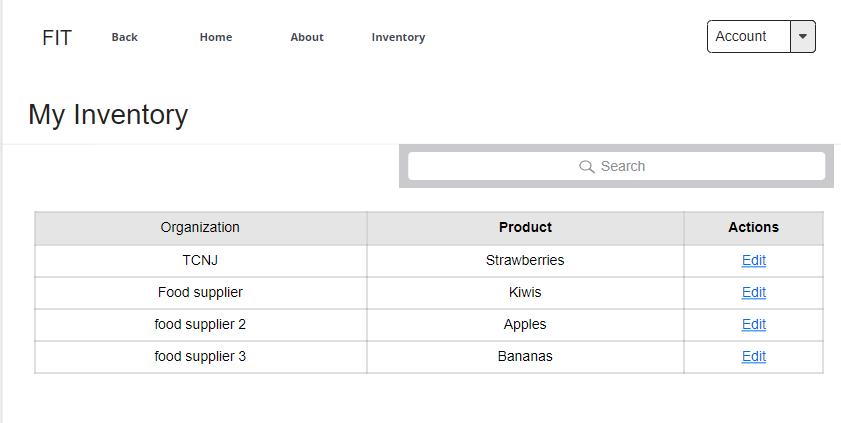 FIT Back Home About Inventory Account
My Inventory
Search
Organization Product Actions
TCNJ Strawberries Edit
Food supplier Kiwis Edit
food supplier 2 Apples Edit
food supplier 3 Bananas Edit